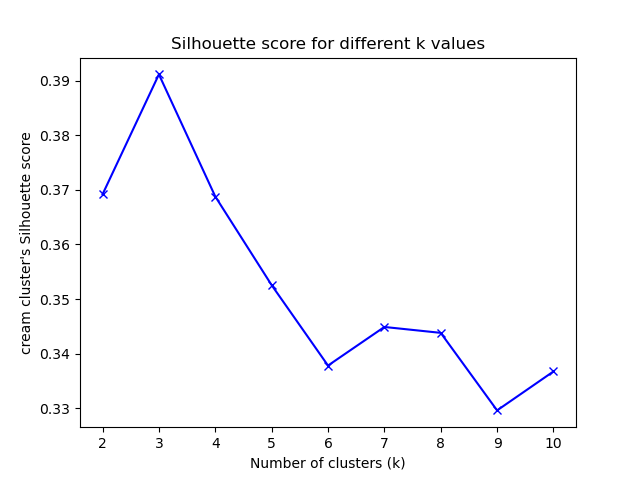 Silhouette score for different k values
cream cluster's Silhouette score
0.39
0.38
0.37
0.36
0.35
0.34
0.33
2 3 4 5 6 7 8 9 10
Number of clusters (k)